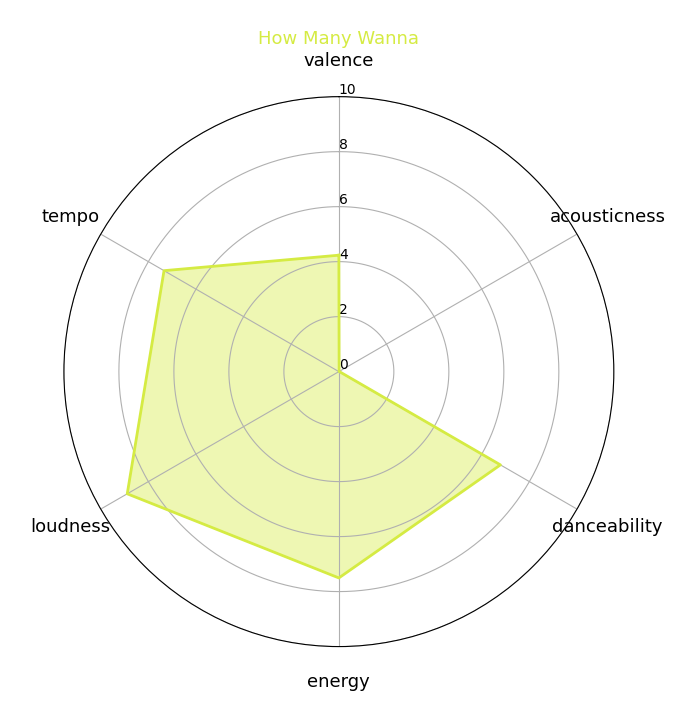 How Many Wanna
valence
10
8
tempo
6
acousticness
4
2
0
loudness
danceability
energy